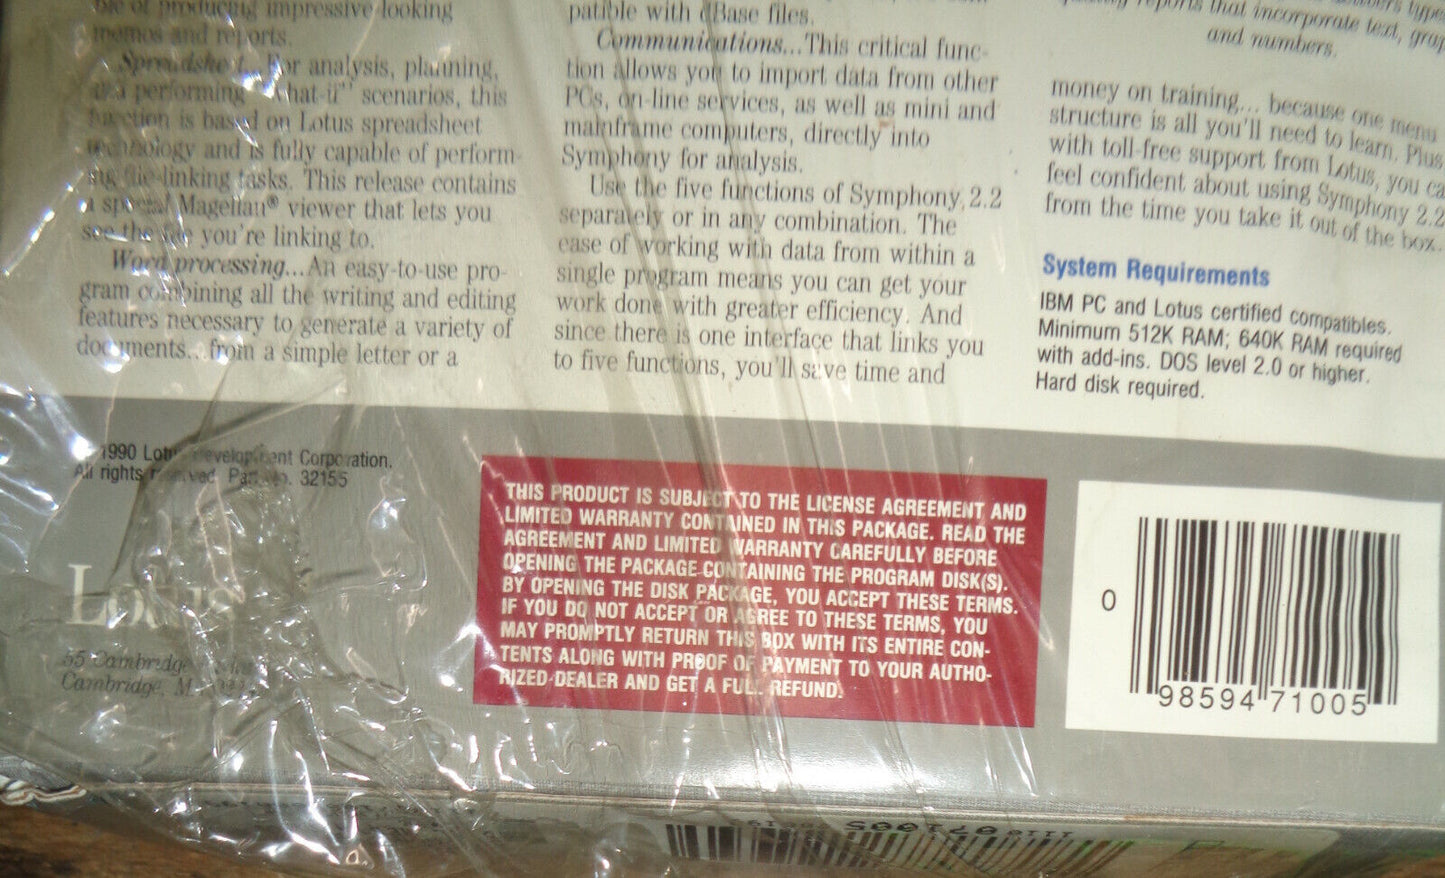 ble of producing impressive looking
memos and reports.
Spreadsheet...For analysis, planning,
and performing "what-if" scenarios, this
function is based on Lotus spreadsheet
technology and is fully capable of perform-
ing file-linking tasks. This release contains
a special Magellan® viewer that lets you
see the file you're linking to.
Word processing...An easy-to-use pro-
gram combining all the writing and editing
features necessary to generate a variety of
documents...from a simple letter or a
patible with dBase files.
Communications...This critical func-
tion allows you to import data from other
PCs, on-line services, as well as mini and
mainframe computers, directly into
Symphony for analysis.
Use the five functions of Symphony 2.2
separately or in any combination. The
ease of working with data from within a
single program means you can get your
work done with greater efficiency. And
since there is one interface that links you
to five functions, you'll save time and
quality reports that incorporate text, grap
and numbers.
money on training... because one menu
structure is all you'll need to learn. Plus,
with toll-free support from Lotus, you ca
feel confident about using Symphony 2.2
from the time you take it out of the box.
System Requirements
IBM PC and Lotus certified compatibles.
Minimum 512K RAM; 640K RAM required
with add-ins. DOS level 2.0 or higher.
Hard disk required.
1990 Lotus Development Corporation.
All rights reserved. Part No. 32155
Lotus
55 Cambridge
Cambridge,
THIS PRODUCT IS SUBJECT TO THE LICENSE AGREEMENT AND
LIMITED WARRANTY CONTAINED IN THIS PACKAGE. READ THE
AGREEMENT AND LIMITED WARRANTY CAREFULLY BEFORE
OPENING THE PACKAGE CONTAINING THE PROGRAM DISK(S).
BY OPENING THE DISK PACKAGE, YOU ACCEPT THESE TERMS.
IF YOU DO NOT ACCEPT OR AGREE TO THESE TERMS, YOU
MAY PROMPTLY RETURN THIS BOX WITH ITS ENTIRE CON-
TENTS ALONG WITH PROOF OF PAYMENT TO YOUR AUTHO-
RIZED DEALER AND GET A FULL REFUND.
0 98594 71005